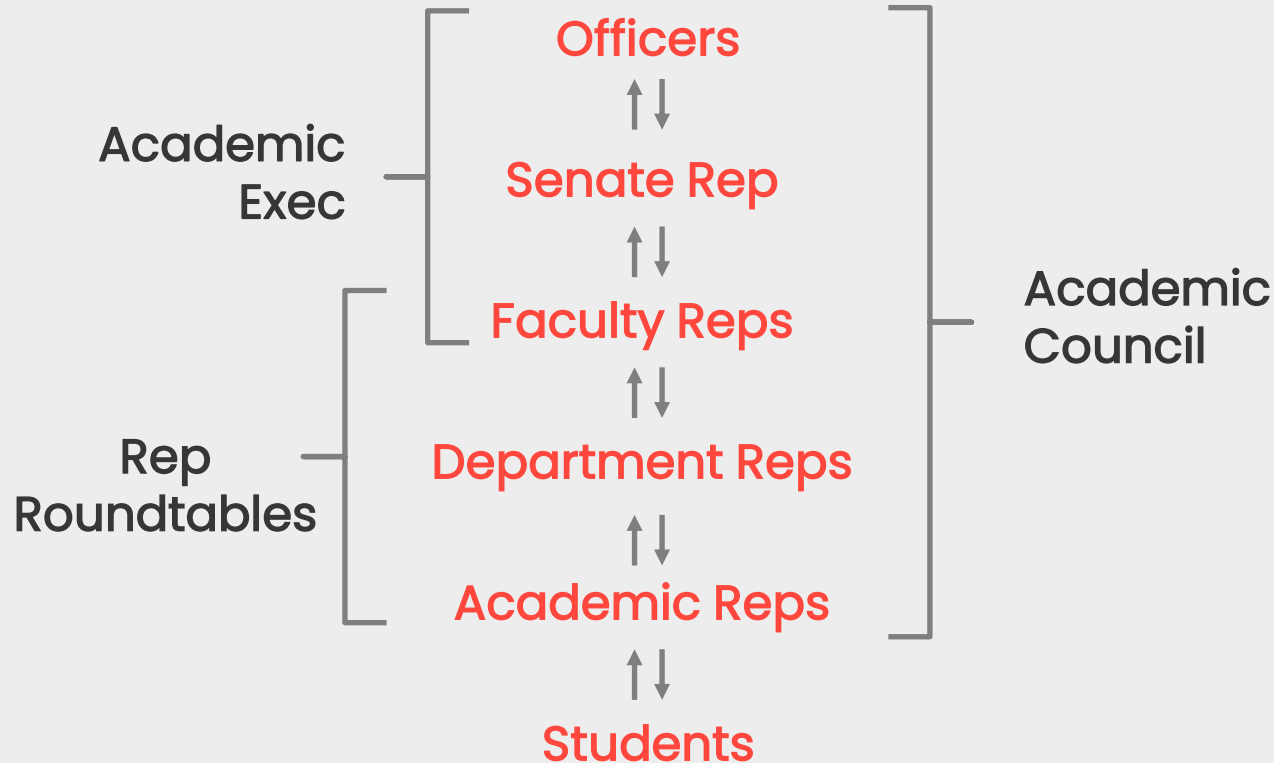 Officers
Academic
Exec
Senate Rep
Faculty Reps
Academic
Council
Rep
Roundtables
Department Reps
Academic Reps
Students